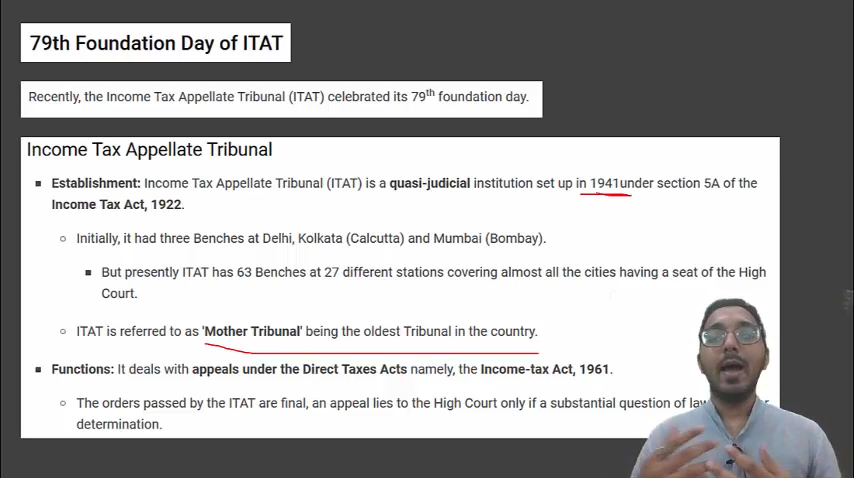 79th Foundation Day of ITAT
Recently, the Income Tax Appellate Tribunal (ITAT) celebrated its 79th foundation day.
Income Tax Appellate Tribunal
Establishment: Income Tax Appellate Tribunal (ITAT) is a quasi-judicial institution set up in 1941under section 5A of the
Income Tax Act, 1922.
Initially, it had three Benches at Delhi, Kolkata (Calcutta) and Mumbai (Bombay).
But presently ITAT has 63 Benches at 27 different stations covering almost all the cities having a seat of the High
Court.
ITAT is referred to as 'Mother Tribunal' being the oldest Tribunal in the country.
Functions: It deals with appeals under the Direct Taxes Acts namely, the Income-tax Act, 1961.
The orders passed by the ITAT are final, an appeal lies to the High Court only if a substantial question of law
determination.